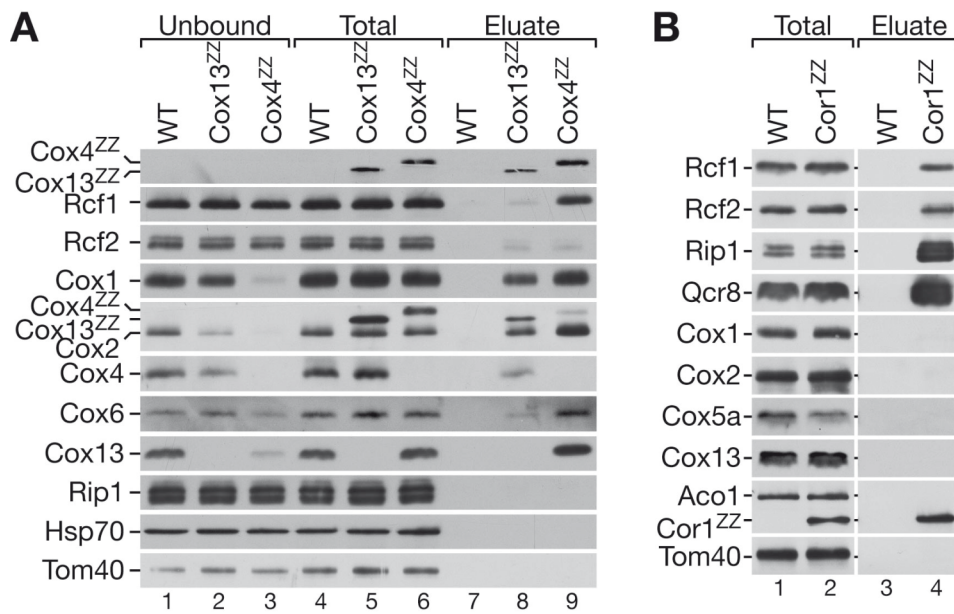 A
Unbound Total Eluate
WT Cox13ZZ Cox4ZZ WT Cox13ZZ Cox4ZZ WT Cox13ZZ Cox4ZZ
Cox4ZZ
Cox13ZZ
Rcf1
Rcf2
Cox1
Cox4ZZ
Cox13ZZ
Cox2
Cox4
Cox6
Cox13
Rip1
Hsp70
Tom40
1 2 3 4 5 6 7 8 9
B
Total Eluate
WT Cor1ZZ WT Cor1ZZ
Rcf1
Rcf2
Rip1
Qcr8
Cox1
Cox2
Cox5a
Cox13
Aco1
Cor1ZZ
Tom40
1 2 3 4